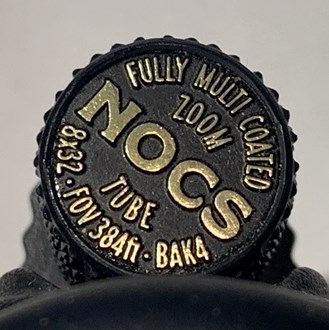 FULLY MULTI COATED
ZOOM
NOCS
TUBE
8x32 · FOV 384ft · BAK4